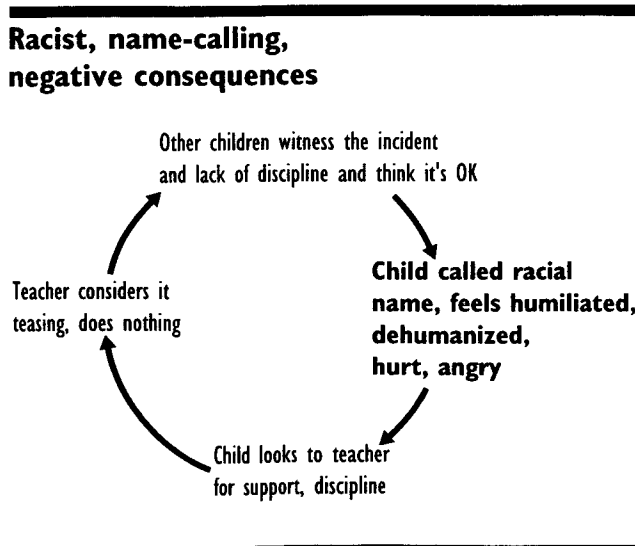 Racist, name-calling,
negative consequences
Other children witness the incident
and lack of discipline and think it's OK
Child called racial
name, feels humiliated,
dehumanized,
hurt, angry
Child looks to teacher
for support, discipline
Teacher considers it
teasing, does nothing